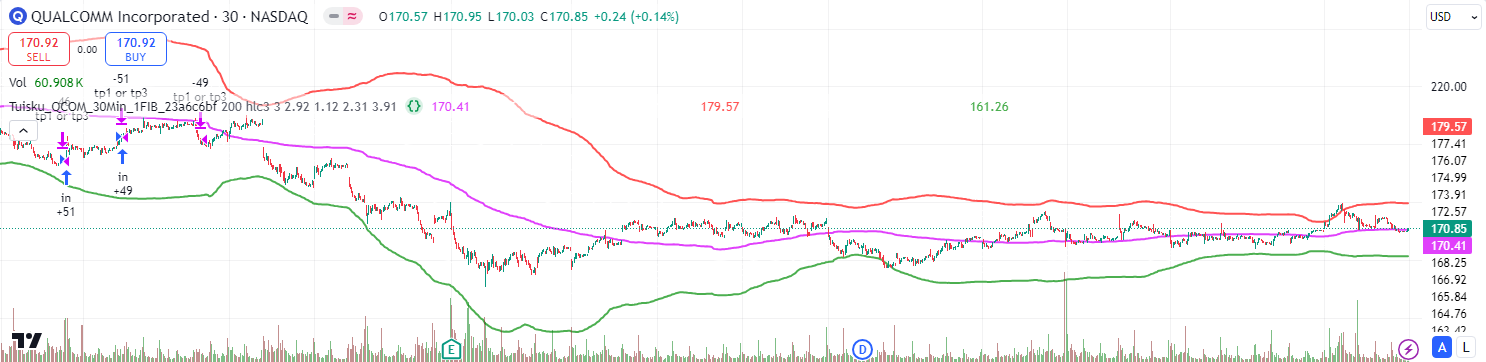 QUALCOMM Incorporated · 30 · NASDAQ
O170.57 H170.95 L170.03 C170.85 +0.24 (+0.14%)
USD
170.92
SELL
0.00
170.92
BUY
Vol 60.908 K
-51
tp1 or tp3
-49
tp1 or tp3
220.00
Tuisku_QCOM_30Min_1FIB_23a6c6bf 200 hlc3 3 2.92 1.12 2.31 3.91 {} 170.41 179.57 161.26
tp1 or tp3
179.57
177.41
176.07
174.99
173.91
172.57
170.85
170.41
168.25
166.92
165.84
164.76
163.42
in
+49
in
+51
E
D
A
L